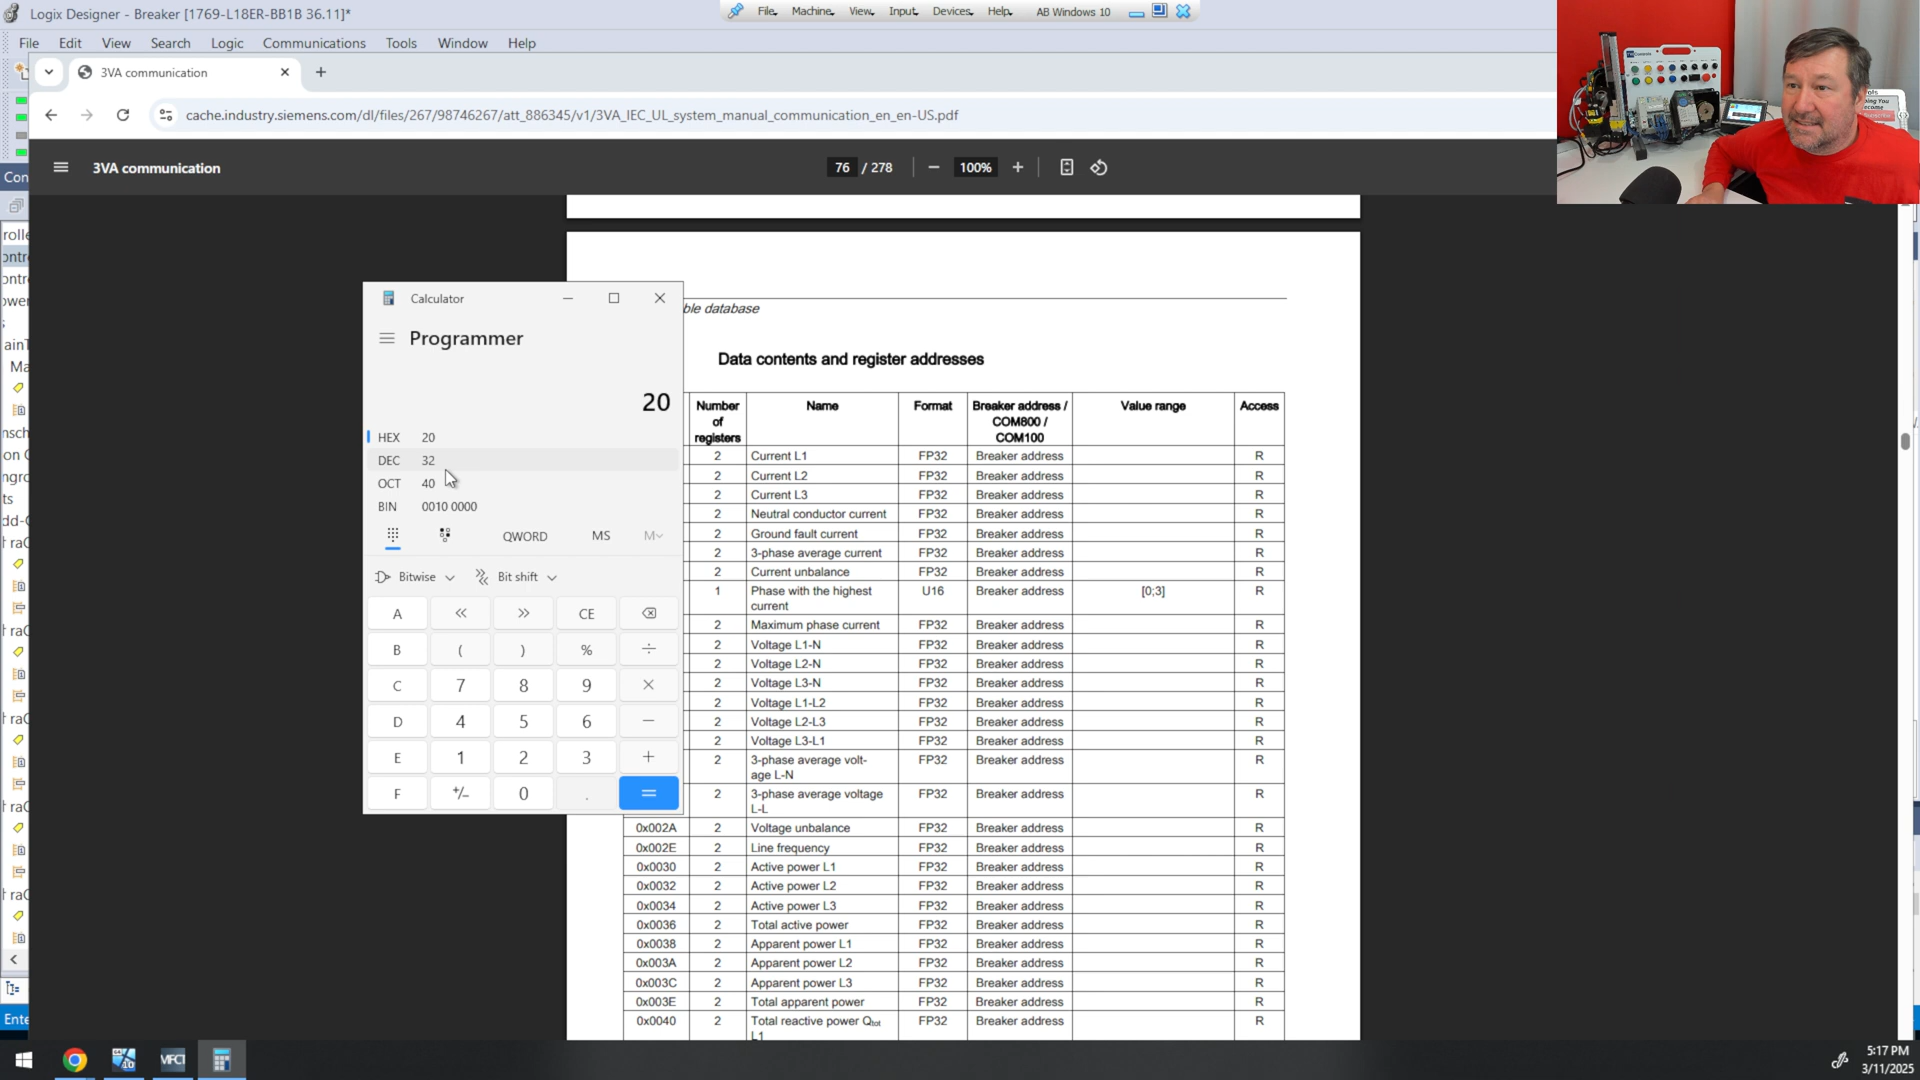 Logix Designer - Breaker [1769-L18ER-BB1B 36.11]*
File Machine View Input Devices Help AB Windows 10
File Edit View Search Logic Communications Tools Window Help
3VA communication
cache.industry.siemens.com/dl/files/267/98746267/att_886345/v1/3VA_IEC_UL_system_manual_communication_en_en-US.pdf
3VA communication
76 / 278
100%
Calculator
Programmer
20
HEX 20
DEC 32
OCT 40
BIN 0010 0000
QWORD MS M
Bitwise Bit shift
A << >> CE
B ( ) % ÷
C 7 8 9 ×
D 4 5 6 −
E 1 2 3 +
F +/− 0 . =
ble database
Data contents and register addresses
Number of registers Name Format Breaker address / COM800 / COM100 Value range Access
2 Current L1 FP32 Breaker address R
2 Current L2 FP32 Breaker address R
2 Current L3 FP32 Breaker address R
2 Neutral conductor current FP32 Breaker address R
2 Ground fault current FP32 Breaker address R
2 3-phase average current FP32 Breaker address R
2 Current unbalance FP32 Breaker address R
1 Phase with the highest current U16 Breaker address [0;3] R
2 Maximum phase current FP32 Breaker address R
2 Voltage L1-N FP32 Breaker address R
2 Voltage L2-N FP32 Breaker address R
2 Voltage L3-N FP32 Breaker address R
2 Voltage L1-L2 FP32 Breaker address R
2 Voltage L2-L3 FP32 Breaker address R
2 Voltage L3-L1 FP32 Breaker address R
2 3-phase average volt-age L-N FP32 Breaker address R
2 3-phase average voltage L-L FP32 Breaker address R
0x002A 2 Voltage unbalance FP32 Breaker address R
0x002E 2 Line frequency FP32 Breaker address R
0x0030 2 Active power L1 FP32 Breaker address R
0x0032 2 Active power L2 FP32 Breaker address R
0x0034 2 Active power L3 FP32 Breaker address R
0x0036 2 Total active power FP32 Breaker address R
0x0038 2 Apparent power L1 FP32 Breaker address R
0x003A 2 Apparent power L2 FP32 Breaker address R
0x003C 2 Apparent power L3 FP32 Breaker address R
0x003E 2 Total apparent power FP32 Breaker address R
0x0040 2 Total reactive power Qtot L1 FP32 Breaker address R
5:17 PM
3/11/2025